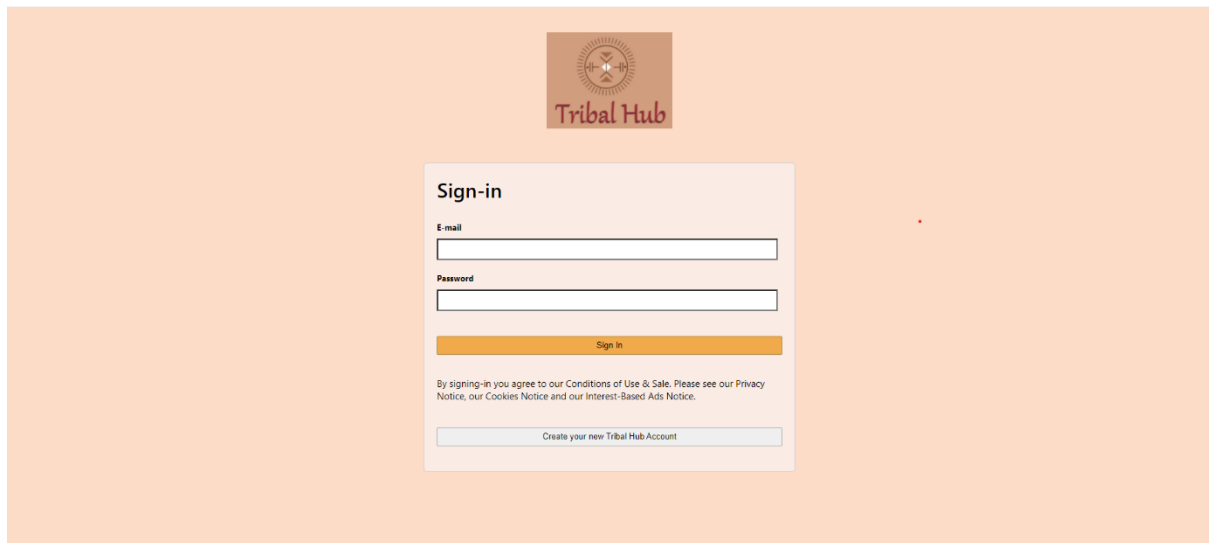 Tribal Hub
Sign-in
E-mail
Password
Sign In
By signing-in you agree to our Conditions of Use & Sale. Please see our Privacy
Notice, our Cookies Notice and our Interest-Based Ads Notice.
Create your new Tribal Hub Account